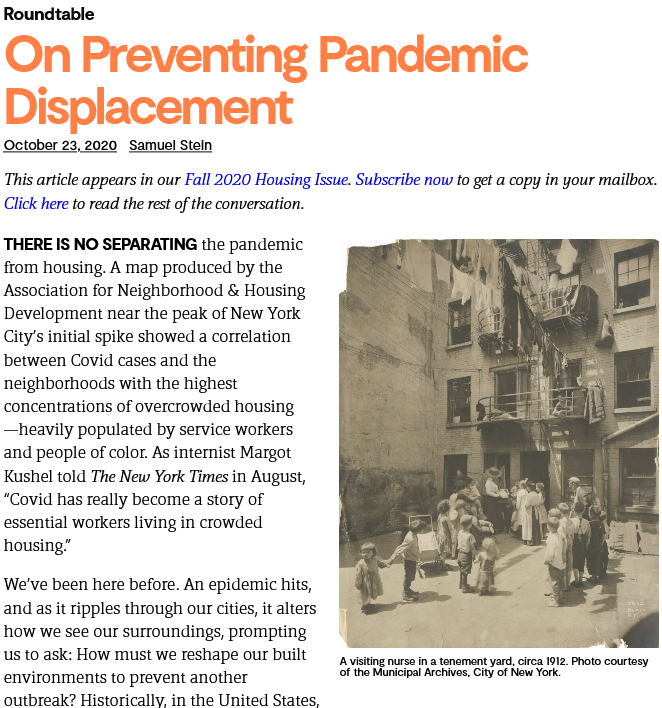 Roundtable
On Preventing Pandemic
Displacement
October 23, 2020 Samuel Stein
This article appears in our Fall 2020 Housing Issue. Subscribe now to get a copy in your mailbox.
Click here to read the rest of the conversation.
THERE IS NO SEPARATING the pandemic
from housing. A map produced by the
Association for Neighborhood & Housing
Development near the peak of New York
City’s initial spike showed a correlation
between Covid cases and the
neighborhoods with the highest
concentrations of overcrowded housing
—heavily populated by service workers
and people of color. As internist Margot
Kushel told The New York Times in August,
“Covid has really become a story of
essential workers living in crowded
housing.”
We’ve been here before. An epidemic hits,
and as it ripples through our cities, it alters
how we see our surroundings, prompting
us to ask: How must we reshape our built
environments to prevent another
outbreak? Historically, in the United States,
A visiting nurse in a tenement yard, circa 1912. Photo courtesy
of the Municipal Archives, City of New York.